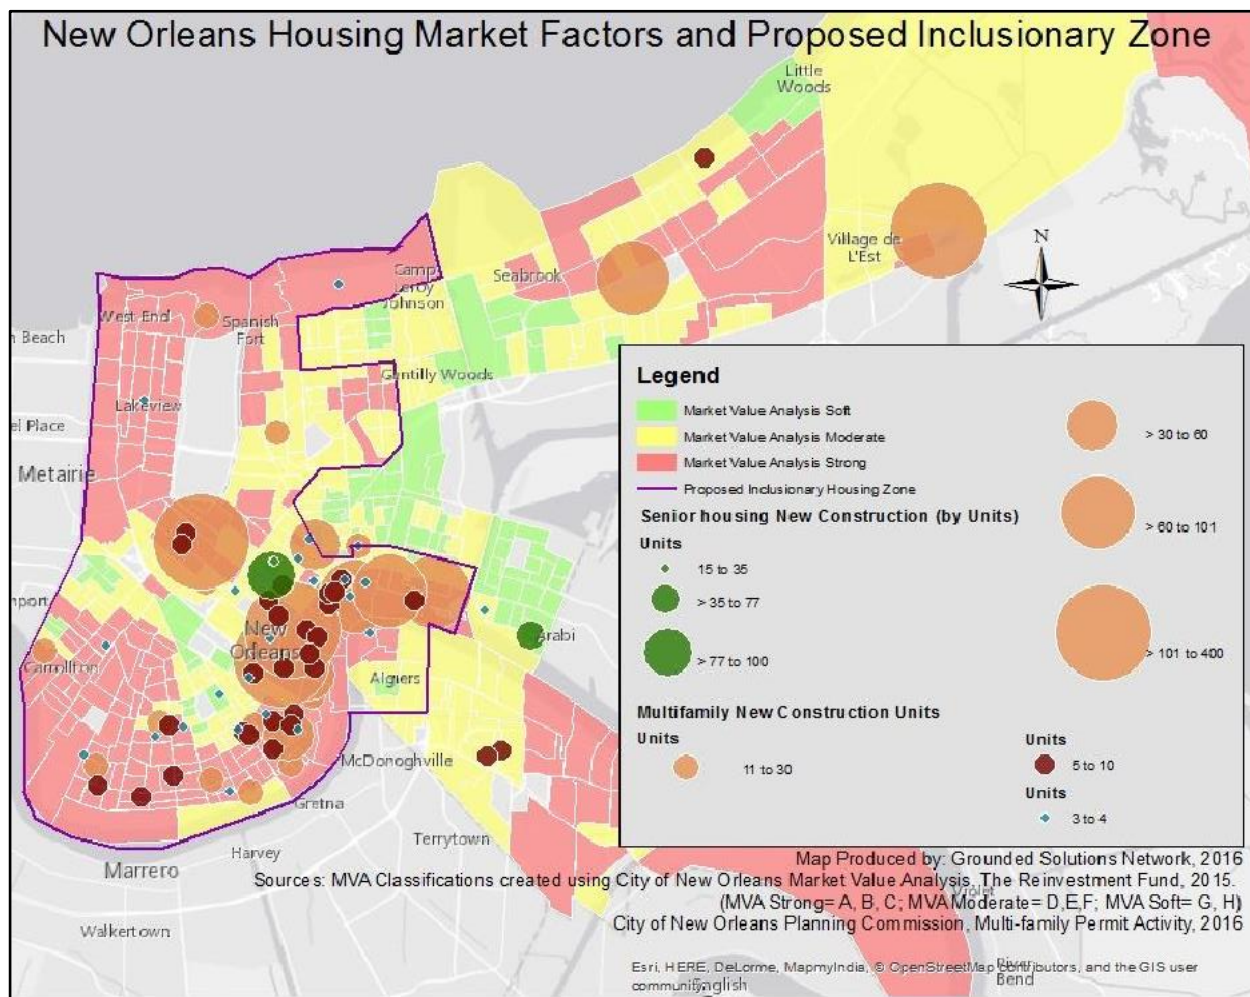 New Orleans Housing Market Factors and Proposed Inclusionary Zone
Little
Woods
Village de
L'Est
N
Seabrook
Camp
Leroy
Johnson
West End
Spanish
Fort
Beach
Gentilly Woods
Lakeview
el Place
Metairie
Legend
Market Value Analysis Soft
Market Value Analysis Moderate
Market Value Analysis Strong
Proposed Inclusionary Housing Zone
Senior housing New Construction (by Units)
Units
15 to 35
> 35 to 77
> 77 to 100
Multifamily New Construction Units
Units
11 to 30
> 30 to 60
> 60 to 101
> 101 to 400
Units
5 to 10
Units
3 to 4
New
Orleans
Arabi
Carrollton
Algiers
McDonoghville
Gretna
Terrytown
Harvey
Marrero
Walkertown
Map Produced by: Grounded Solutions Network, 2016
Sources: MVA Classifications created using City of New Orleans Market Value Analysis. The Reinvestment Fund, 2015.
(MVA Strong= A, B, C; MVA Moderate= D,E,F; MVA Soft= G, H)
City of New Orleans Planning Commission, Multi-family Permit Activity, 2016
Violet
Esri, HERE, DeLorme, MapmyIndia, © OpenStreetMap contributors, and the GIS user
community
English
River
Bend